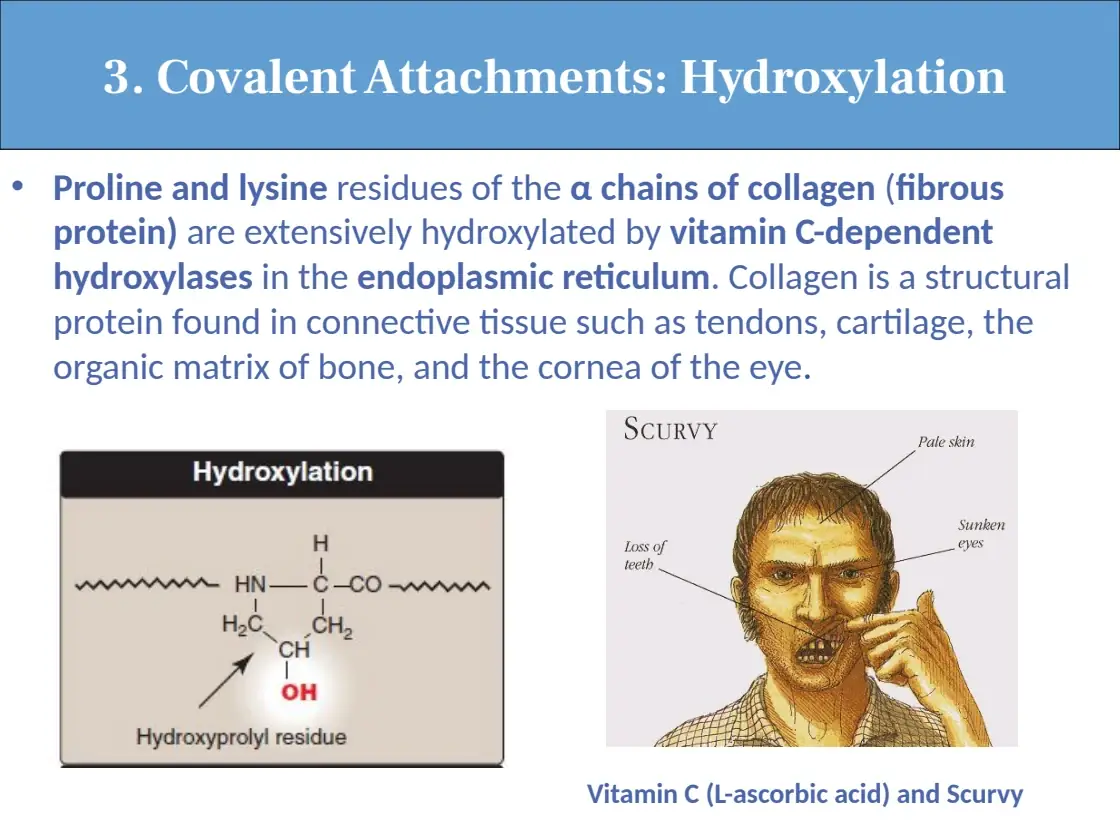 3. Covalent Attachments: Hydroxylation
• Proline and lysine residues of the α chains of collagen (fibrous
protein) are extensively hydroxylated by vitamin C-dependent
hydroxylases in the endoplasmic reticulum. Collagen is a structural
protein found in connective tissue such as tendons, cartilage, the
organic matrix of bone, and the cornea of the eye.
Hydroxylation
H
HN C CO
H₂C CH₂
CH
OH
Hydroxyprolyl residue
SCURVY
Pale skin
Sunken
eyes
Loss of
teeth
Vitamin C (L-ascorbic acid) and Scurvy